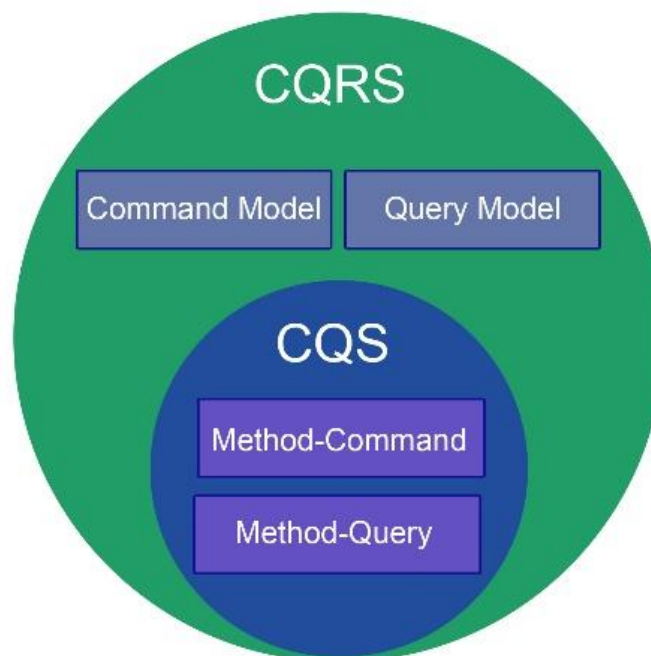 CQRS
Command Model
Query Model
CQS
Method-Command
Method-Query